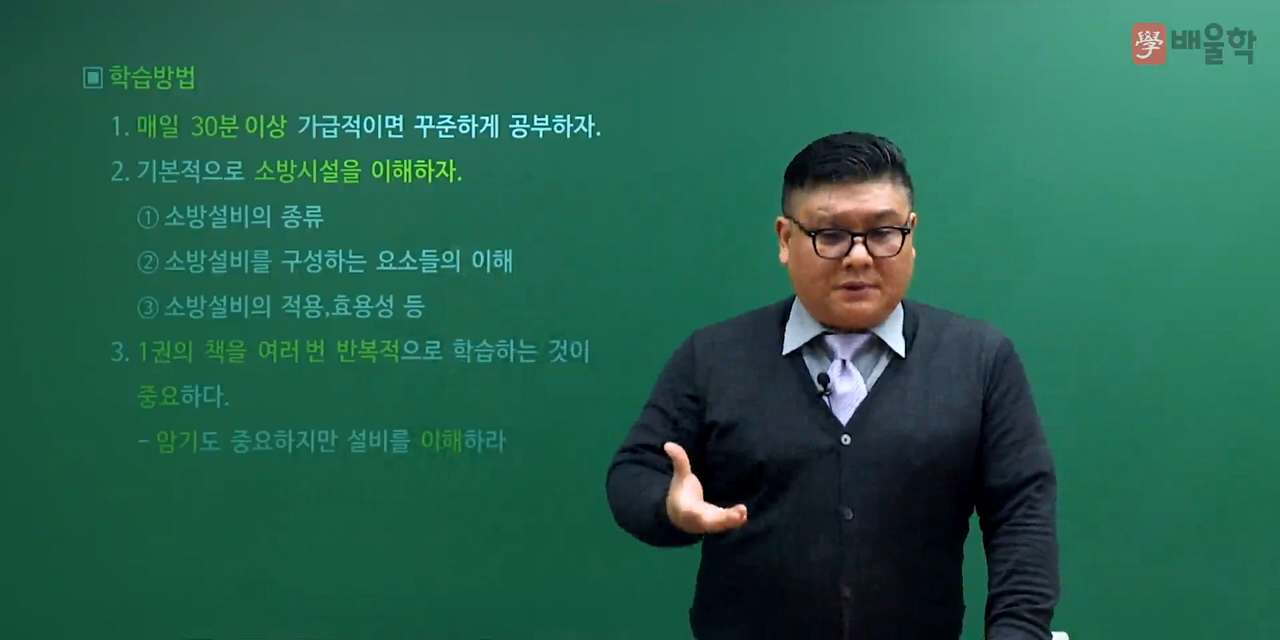 學 배울학
▣ 학습방법
1. 매일 30분 이상 가급적이면 꾸준하게 공부하자.
2. 기본적으로 소방시설을 이해하자.
① 소방설비의 종류
② 소방설비를 구성하는 요소들의 이해
③ 소방설비의 적용,효용성 등
3. 1권의 책을 여러 번 반복적으로 학습하는 것이
중요하다.
- 암기도 중요하지만 설비를 이해하라